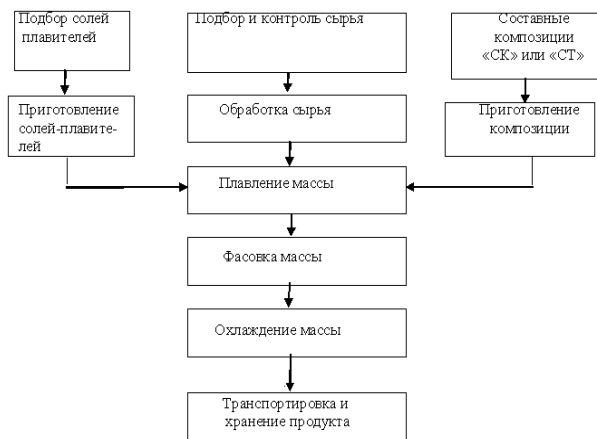 Подбор солей
плавителей
Подбор и контроль сырья
Составные
композиции
«СК» или «СТ»
Приготовление
солей-плавите-
лей
Обработка сырья
Приготовление
композиции
Плавление массы
Фасовка массы
Охлаждение массы
Транспортировка и
хранение продукта